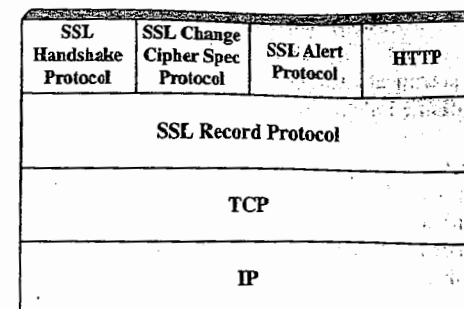 SSL
Handshake
Protocol
SSL Change
Cipher Spec
Protocol
SSL Alert
Protocol
HTTP
SSL Record Protocol
TCP
IP